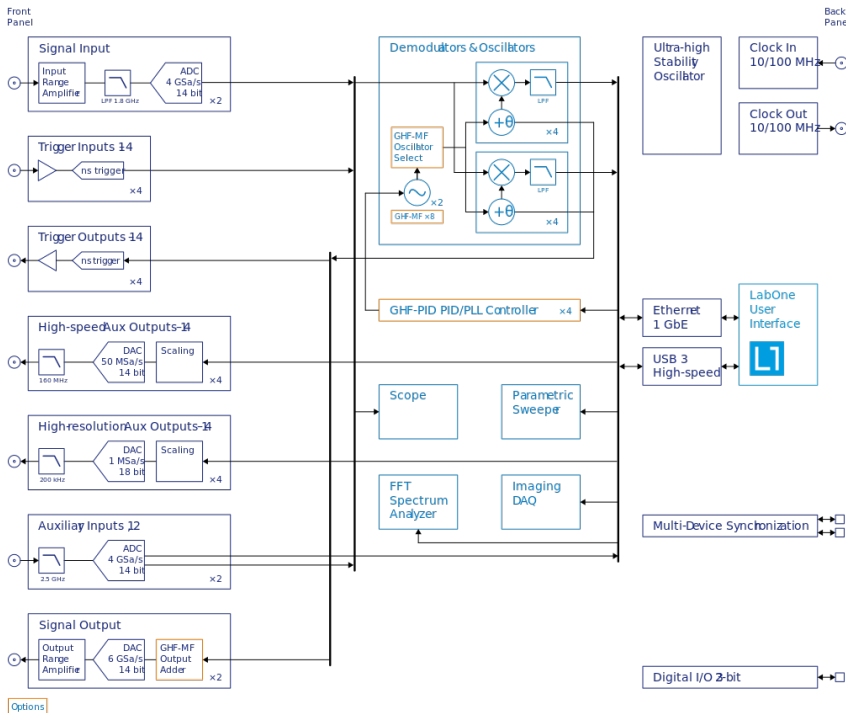 Front
Panel
Back
Panel
Signal Input
Input
Range
Amplifier
LPF 1.8 GHz
ADC
4 GSa/s
14 bit
×2
Trigger Inputs 1-4
ns trigger
×4
Trigger Outputs 1-4
ns trigger
×4
High-speed Aux Outputs 1-4
160 MHz
DAC
50 MSa/s
14 bit
Scaling
×4
High-resolution Aux Outputs 1-4
200 kHz
DAC
1 MSa/s
18 bit
Scaling
×4
Auxiliary Inputs 1,2
2.5 GHz
ADC
4 GSa/s
14 bit
×2
Signal Output
Output
Range
Amplifier
DAC
6 GSa/s
14 bit
GHF-MF
Output
Adder
×2
Options
Demodulators & Oscillators
LPF
+θ
×4
GHF-MF
Oscillator
Select
×2
GHF-MF ×8
LPF
+θ
×4
GHF-PID PID/PLL Controller ×4
Scope
Parametric
Sweeper
FFT
Spectrum
Analyzer
Imaging
DAQ
Ultra-high
Stability
Oscillator
Clock In
10/100 MHz
Clock Out
10/100 MHz
Ethernet
1 GbE
USB 3
High-speed
LabOne
User
Interface
L1
Multi-Device Synchronization
Digital I/O 32-bit